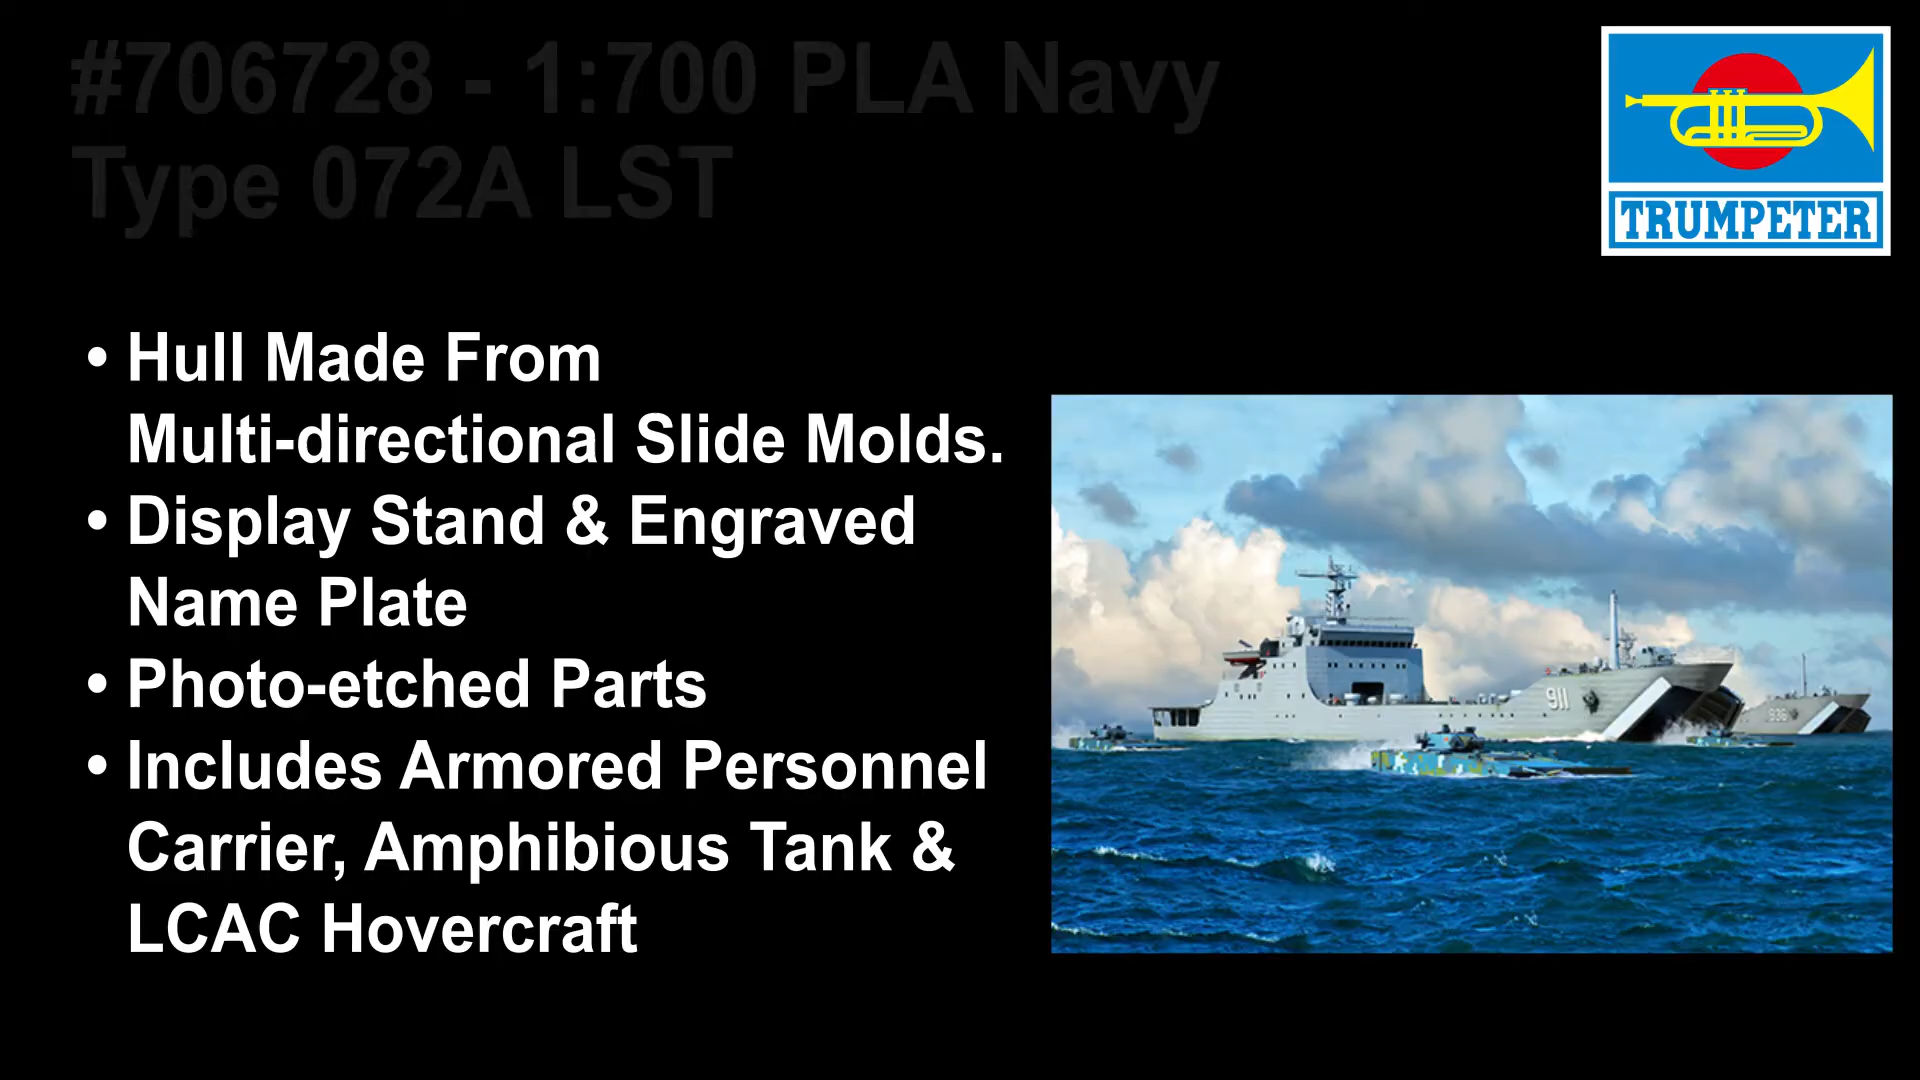 #706728 - 1:700 PLA Navy
Type 072A LST
TRUMPETER
• Hull Made From
Multi-directional Slide Molds.
• Display Stand & Engraved
Name Plate
• Photo-etched Parts
• Includes Armored Personnel
Carrier, Amphibious Tank &
LCAC Hovercraft
911
936